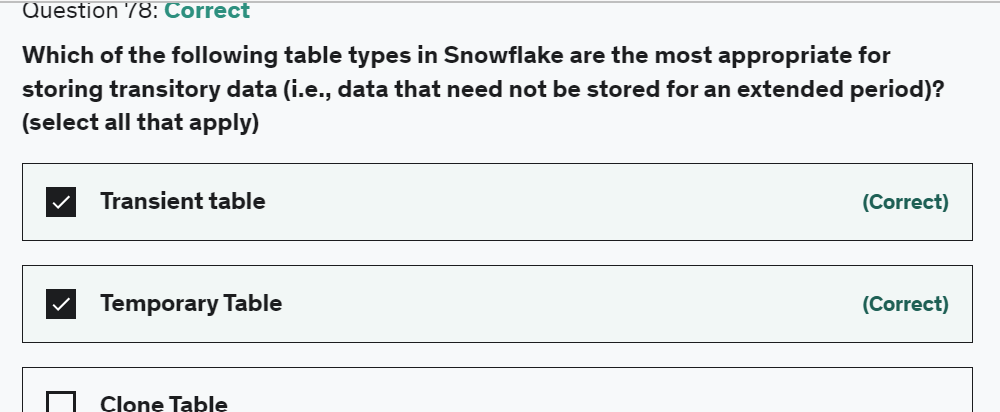 Question 78: Correct
Which of the following table types in Snowflake are the most appropriate for
storing transitory data (i.e., data that need not be stored for an extended period)?
(select all that apply)
Transient table (Correct)
Temporary Table (Correct)
Clone Table